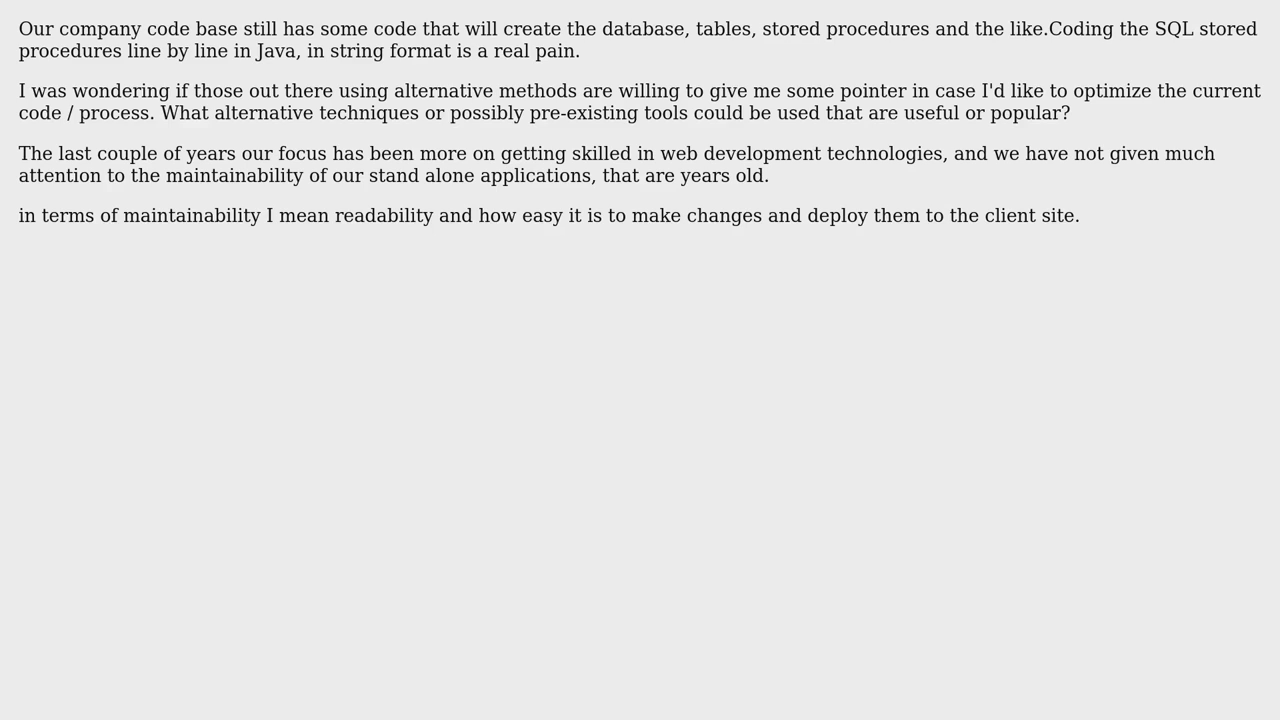 Our company code base still has some code that will create the database, tables, stored procedures and the like.Coding the SQL stored
procedures line by line in Java, in string format is a real pain.
I was wondering if those out there using alternative methods are willing to give me some pointer in case I'd like to optimize the current
code / process. What alternative techniques or possibly pre-existing tools could be used that are useful or popular?
The last couple of years our focus has been more on getting skilled in web development technologies, and we have not given much
attention to the maintainability of our stand alone applications, that are years old.
in terms of maintainability I mean readability and how easy it is to make changes and deploy them to the client site.